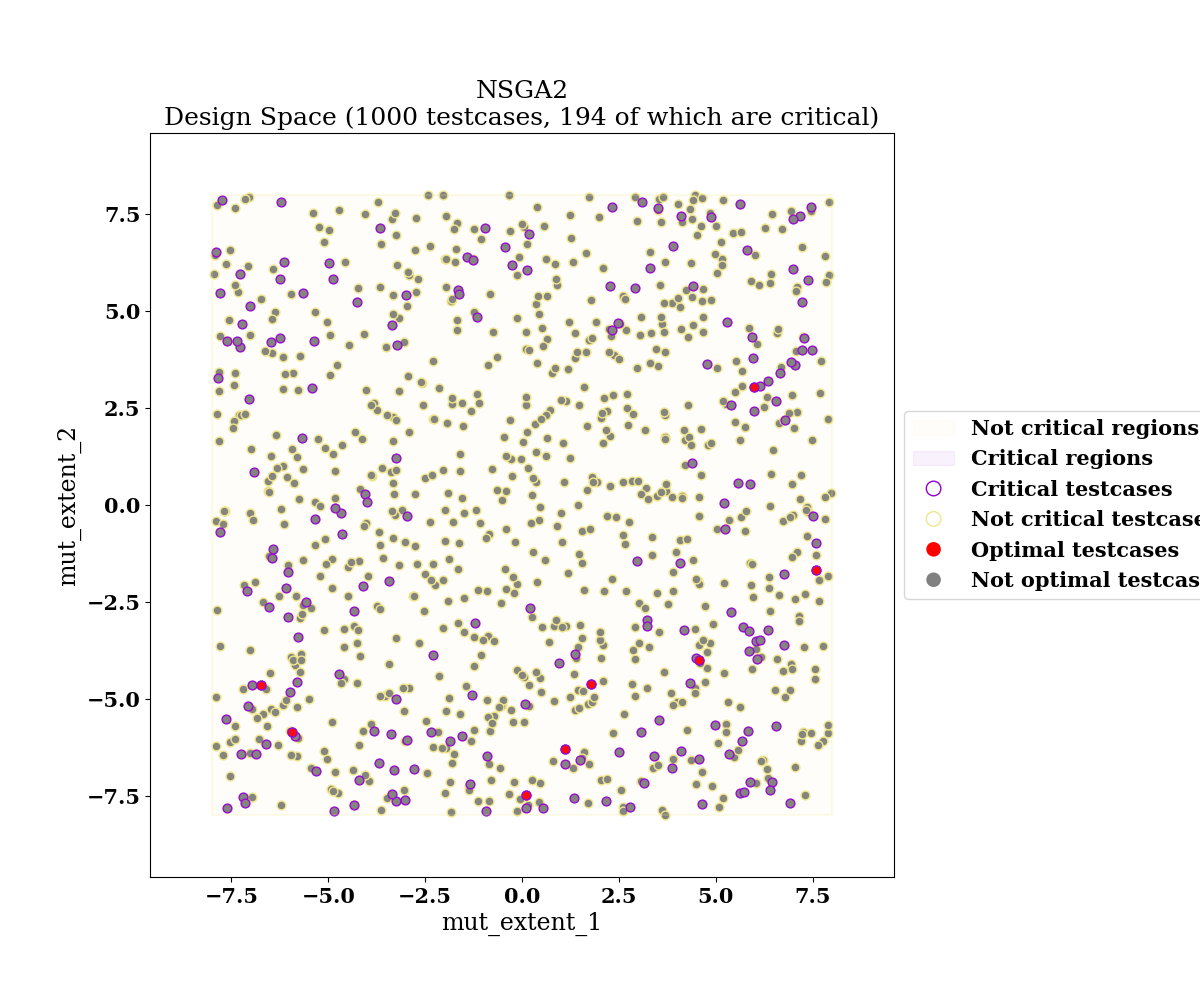 NSGA2
Design Space (1000 testcases, 194 of which are critical)
7.5
5.0
2.5
0.0
−2.5
−5.0
−7.5
mut_extent_2
−7.5 −5.0 −2.5 0.0 2.5 5.0 7.5
mut_extent_1
Not critical regions
Critical regions
Critical testcases
Not critical testcase
Optimal testcases
Not optimal testcas